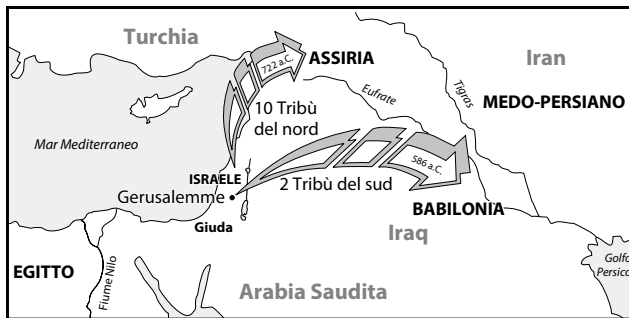 Turchia
722 a.C.
ASSIRIA
Iran
Eufrate
Tigras
MEDO-PERSIANO
10 Tribù
del nord
Mar Mediterraneo
586 a.C.
ISRAELE
2 Tribù del sud
Gerusalemme
BABILONIA
Giuda
Iraq
EGITTO
Fiume Nilo
Golfo
Persico
Arabia Saudita